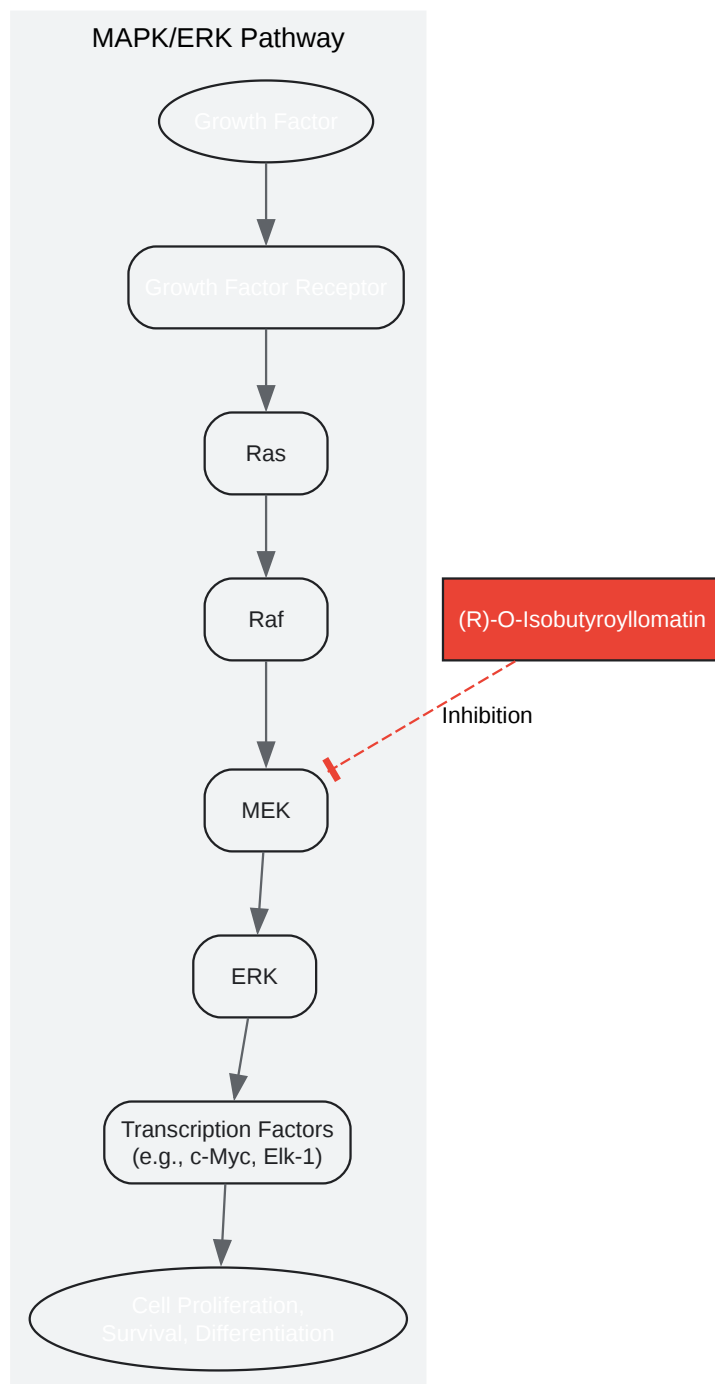 MAPK/ERK Pathway
Growth Factor
Growth Factor Receptor
Ras
Raf
(R)-O-Isobutyroyllomatin
Inhibition
MEK
ERK
Transcription Factors
(e.g., c-Myc, Elk-1)
Cell Proliferation,
Survival, Differentiation